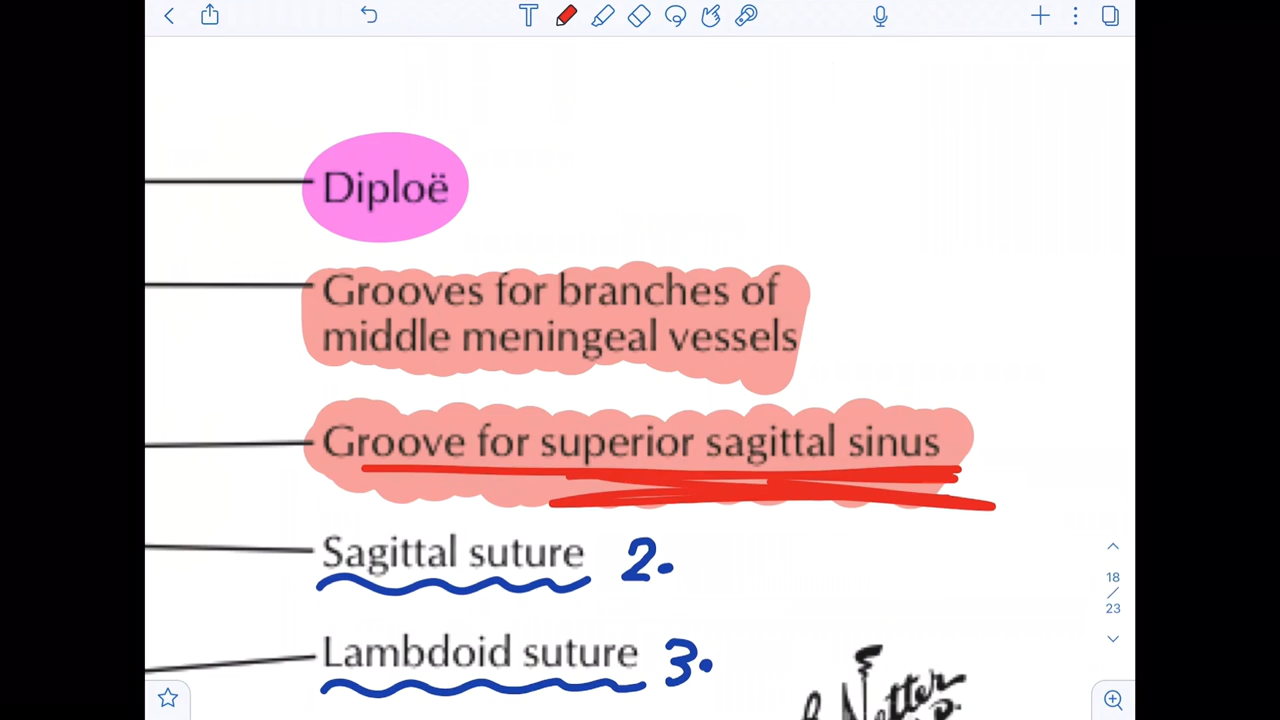 Diploë
Grooves for branches of
middle meningeal vessels
Groove for superior sagittal sinus
Sagittal suture 2.
Lambdoid suture 3.
Netter
18
/
23